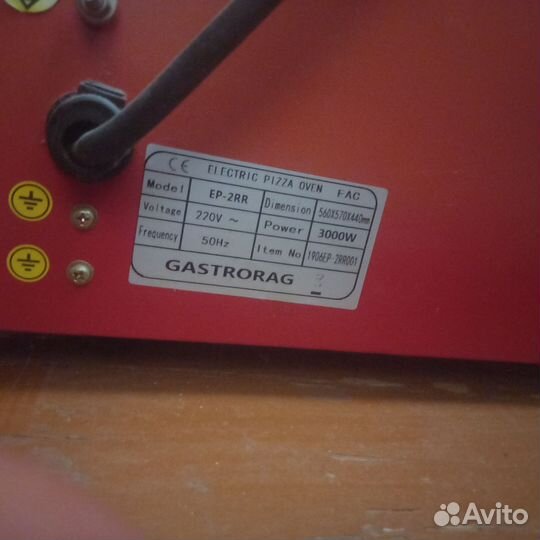 CE ELECTRIC PIZZA OVEN EAC
Model EP-2RR Dimension 560X570X440mm
Voltage 220V ~ Power 3000W
Frequency 50Hz Item No 1906EP-2RR001
GASTRORAG
Avito